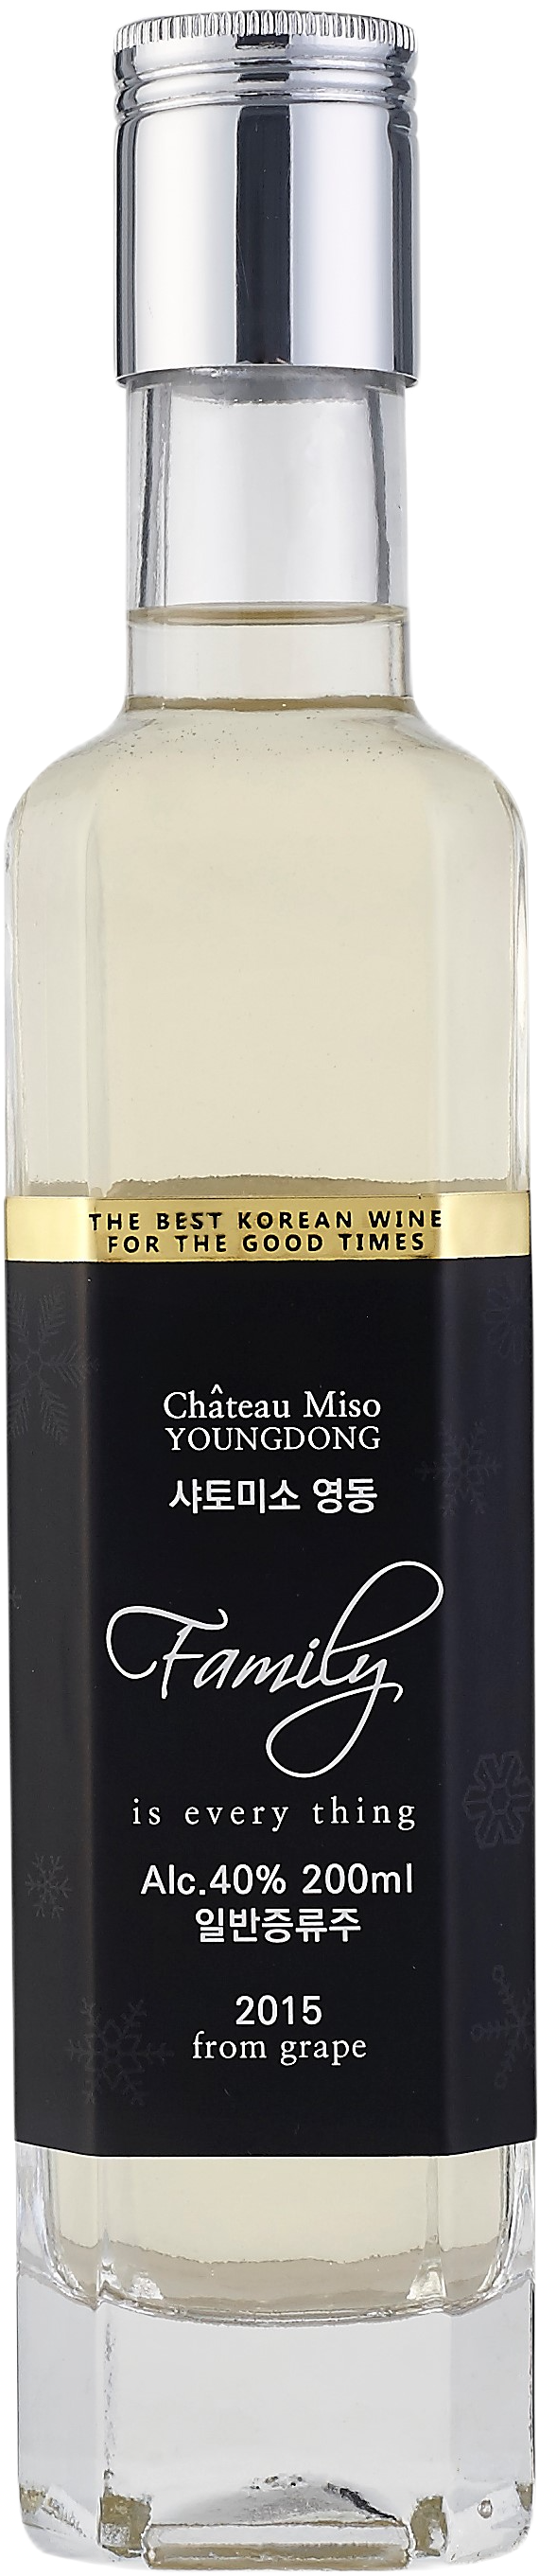 THE BEST KOREAN WINE
FOR THE GOOD TIMES
Château Miso
YOUNGDONG
샤토미소 영동
Family
is every thing
Alc.40% 200ml
일반증류주
2015
from grape